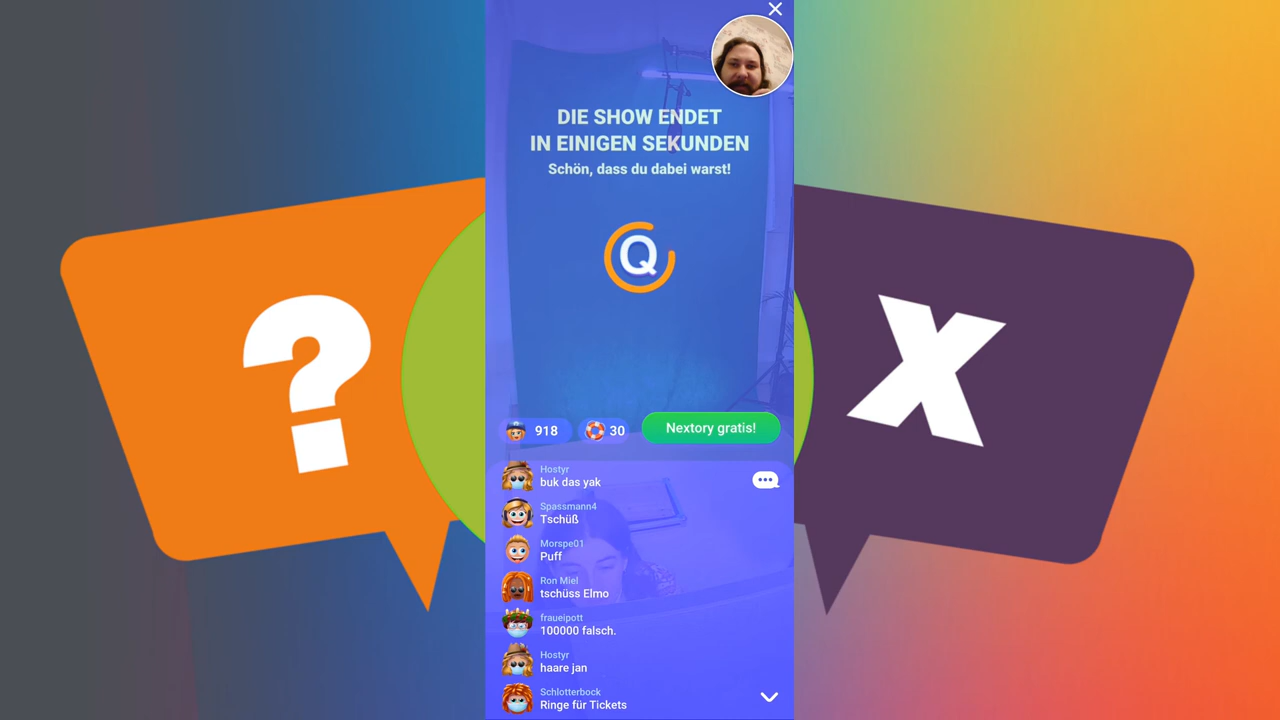 DIE SHOW ENDET
IN EINIGEN SEKUNDEN
Schön, dass du dabei warst!
Q
?
X
918
30
Nextory gratis!
Hostyr
buk das yak
Spassmann4
Tschüß
Morspe01
Puff
Ron Miel
tschüss Elmo
fraueipott
100000 falsch.
Hostyr
haare jan
Schlotterbock
Ringe für Tickets